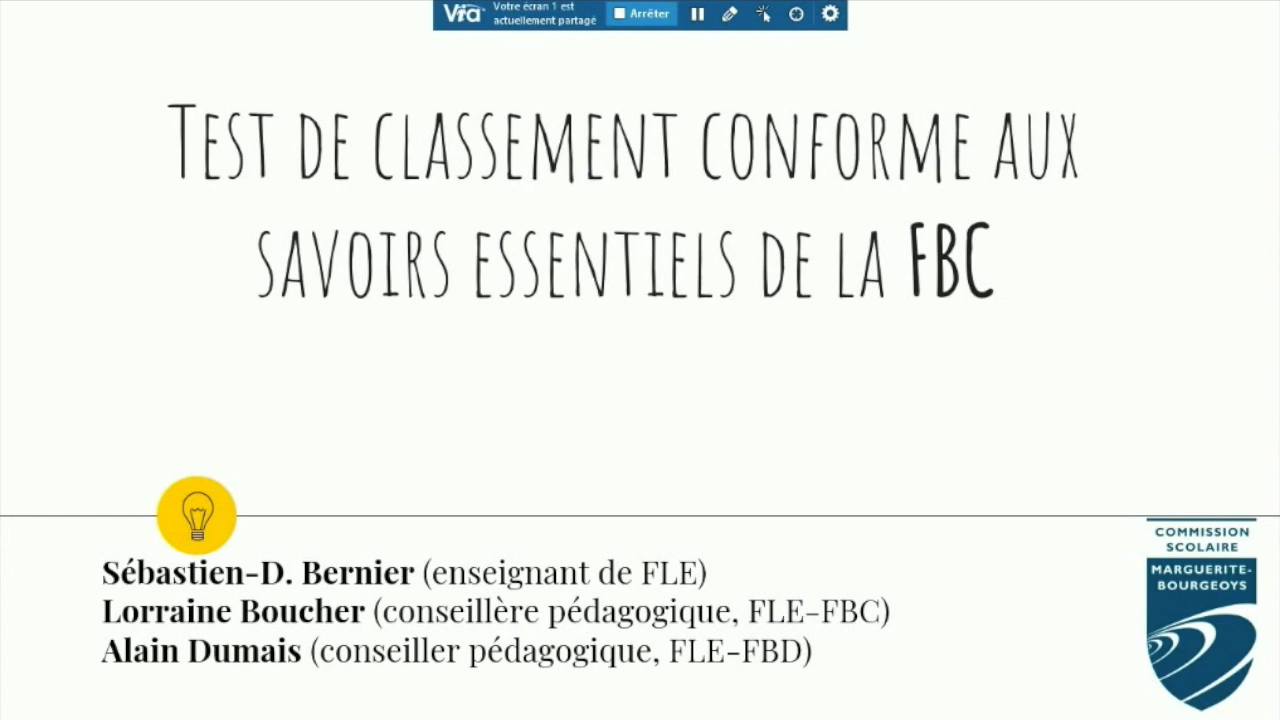 Via
Votre écran 1 est
actuellement partagé
Arrêter
Test de classement conforme aux
savoirs essentiels de la FBC
Sébastien-D. Bernier (enseignant de FLE)
Lorraine Boucher (conseillère pédagogique, FLE-FBC)
Alain Dumais (conseiller pédagogique, FLE-FBD)
COMMISSION
SCOLAIRE
MARGUERITE-
BOURGEOYS